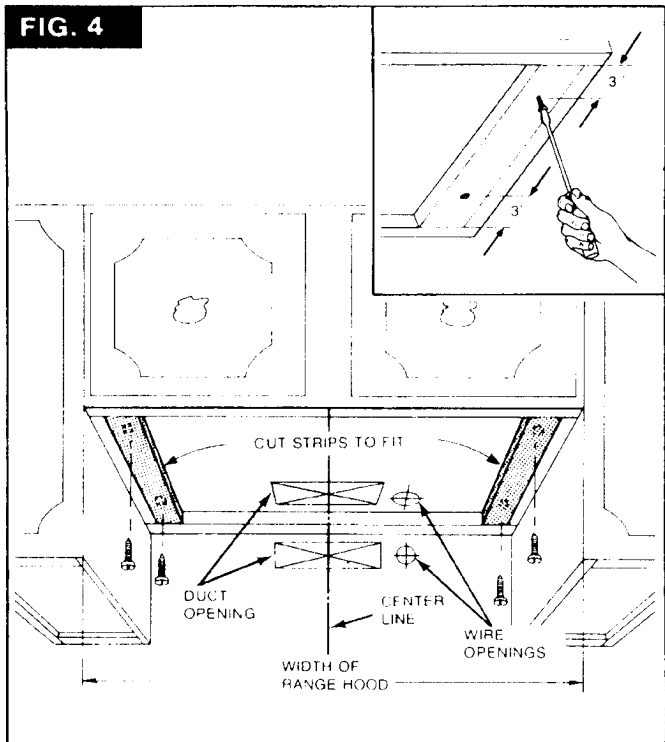 FIG. 4
3'
3'
CUT STRIPS TO FIT
DUCT
OPENING
CENTER
LINE
WIRE
OPENINGS
WIDTH OF
RANGE HOOD